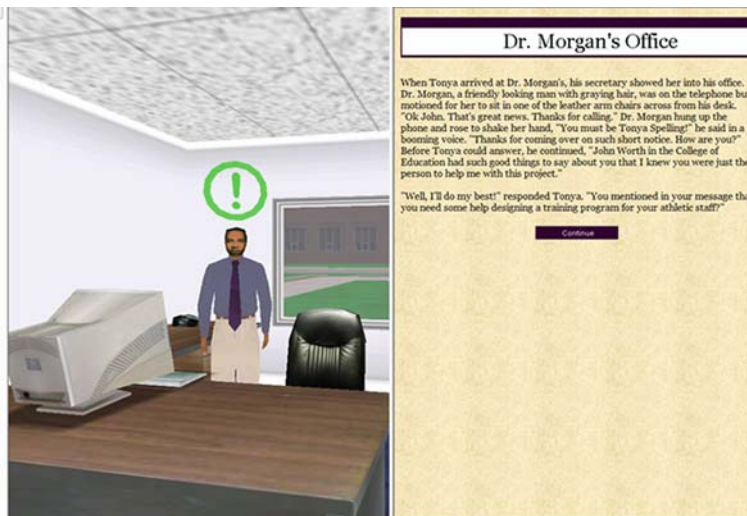 Dr. Morgan's Office
When Tonya arrived at Dr. Morgan's, his secretary showed her into his office.
Dr. Morgan, a friendly looking man with graying hair, was on the telephone bu
motioned for her to sit in one of the leather arm chairs across from his desk.
"Ok John. That's great news. Thanks for calling." Dr. Morgan hung up the
phone and rose to shake her hand, "You must be Tonya Spelling!" he said in a
booming voice. "Thanks for coming over on such short notice. How are you?"
Before Tonya could answer, he continued, "John Worth in the College of
Education had such good things to say about you that I knew you were just the
person to help me with this project."
"Well, I'll do my best!" responded Tonya. "You mentioned in your message tha
you need some help designing a training program for your athletic staff?"
Continue